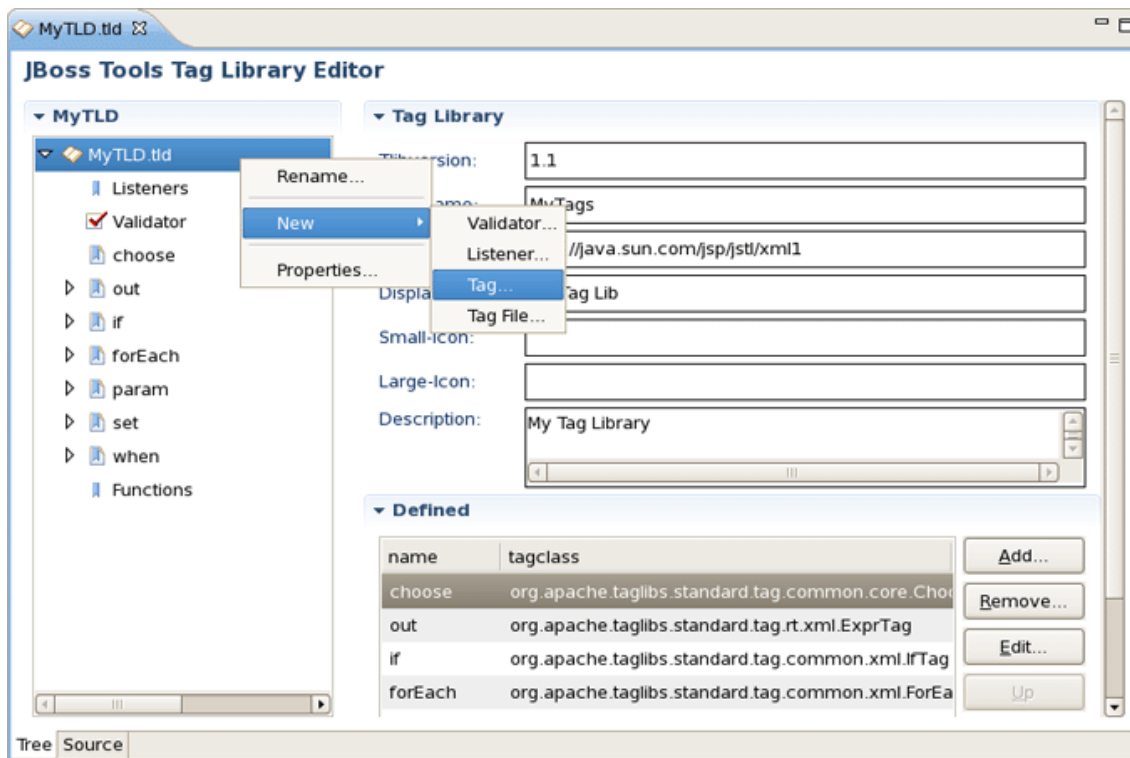 MyTLD.tld
JBoss Tools Tag Library Editor
MyTLD
MyTLD.tld
Listeners
Validator
choose
out
if
forEach
param
set
when
Functions
Rename...
New
Properties...
Validator...
Listener...
Tag...
Tag File...
Tag Library
1.1
MyTags
//java.sun.com/jsp/jstl/xml1
Displa
Tag Lib
Small-Icon:
Large-Icon:
Description:
My Tag Library
Defined
name tagclass
choose org.apache.taglibs.standard.tag.common.core.Choo
out org.apache.taglibs.standard.tag.rt.xml.ExprTag
if org.apache.taglibs.standard.tag.common.xml.IfTag
forEach org.apache.taglibs.standard.tag.common.xml.ForEa
Add...
Remove...
Edit...
Up
Tree Source